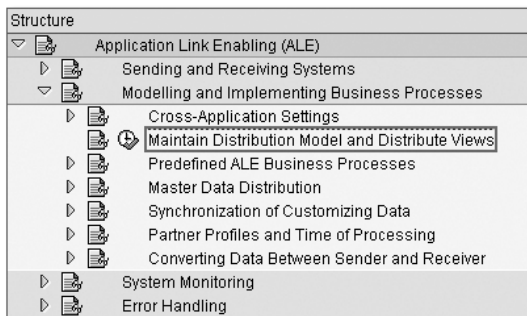 Structure
Application Link Enabling (ALE)
Sending and Receiving Systems
Modelling and Implementing Business Processes
Cross-Application Settings
Maintain Distribution Model and Distribute Views
Predefined ALE Business Processes
Master Data Distribution
Synchronization of Customizing Data
Partner Profiles and Time of Processing
Converting Data Between Sender and Receiver
System Monitoring
Error Handling